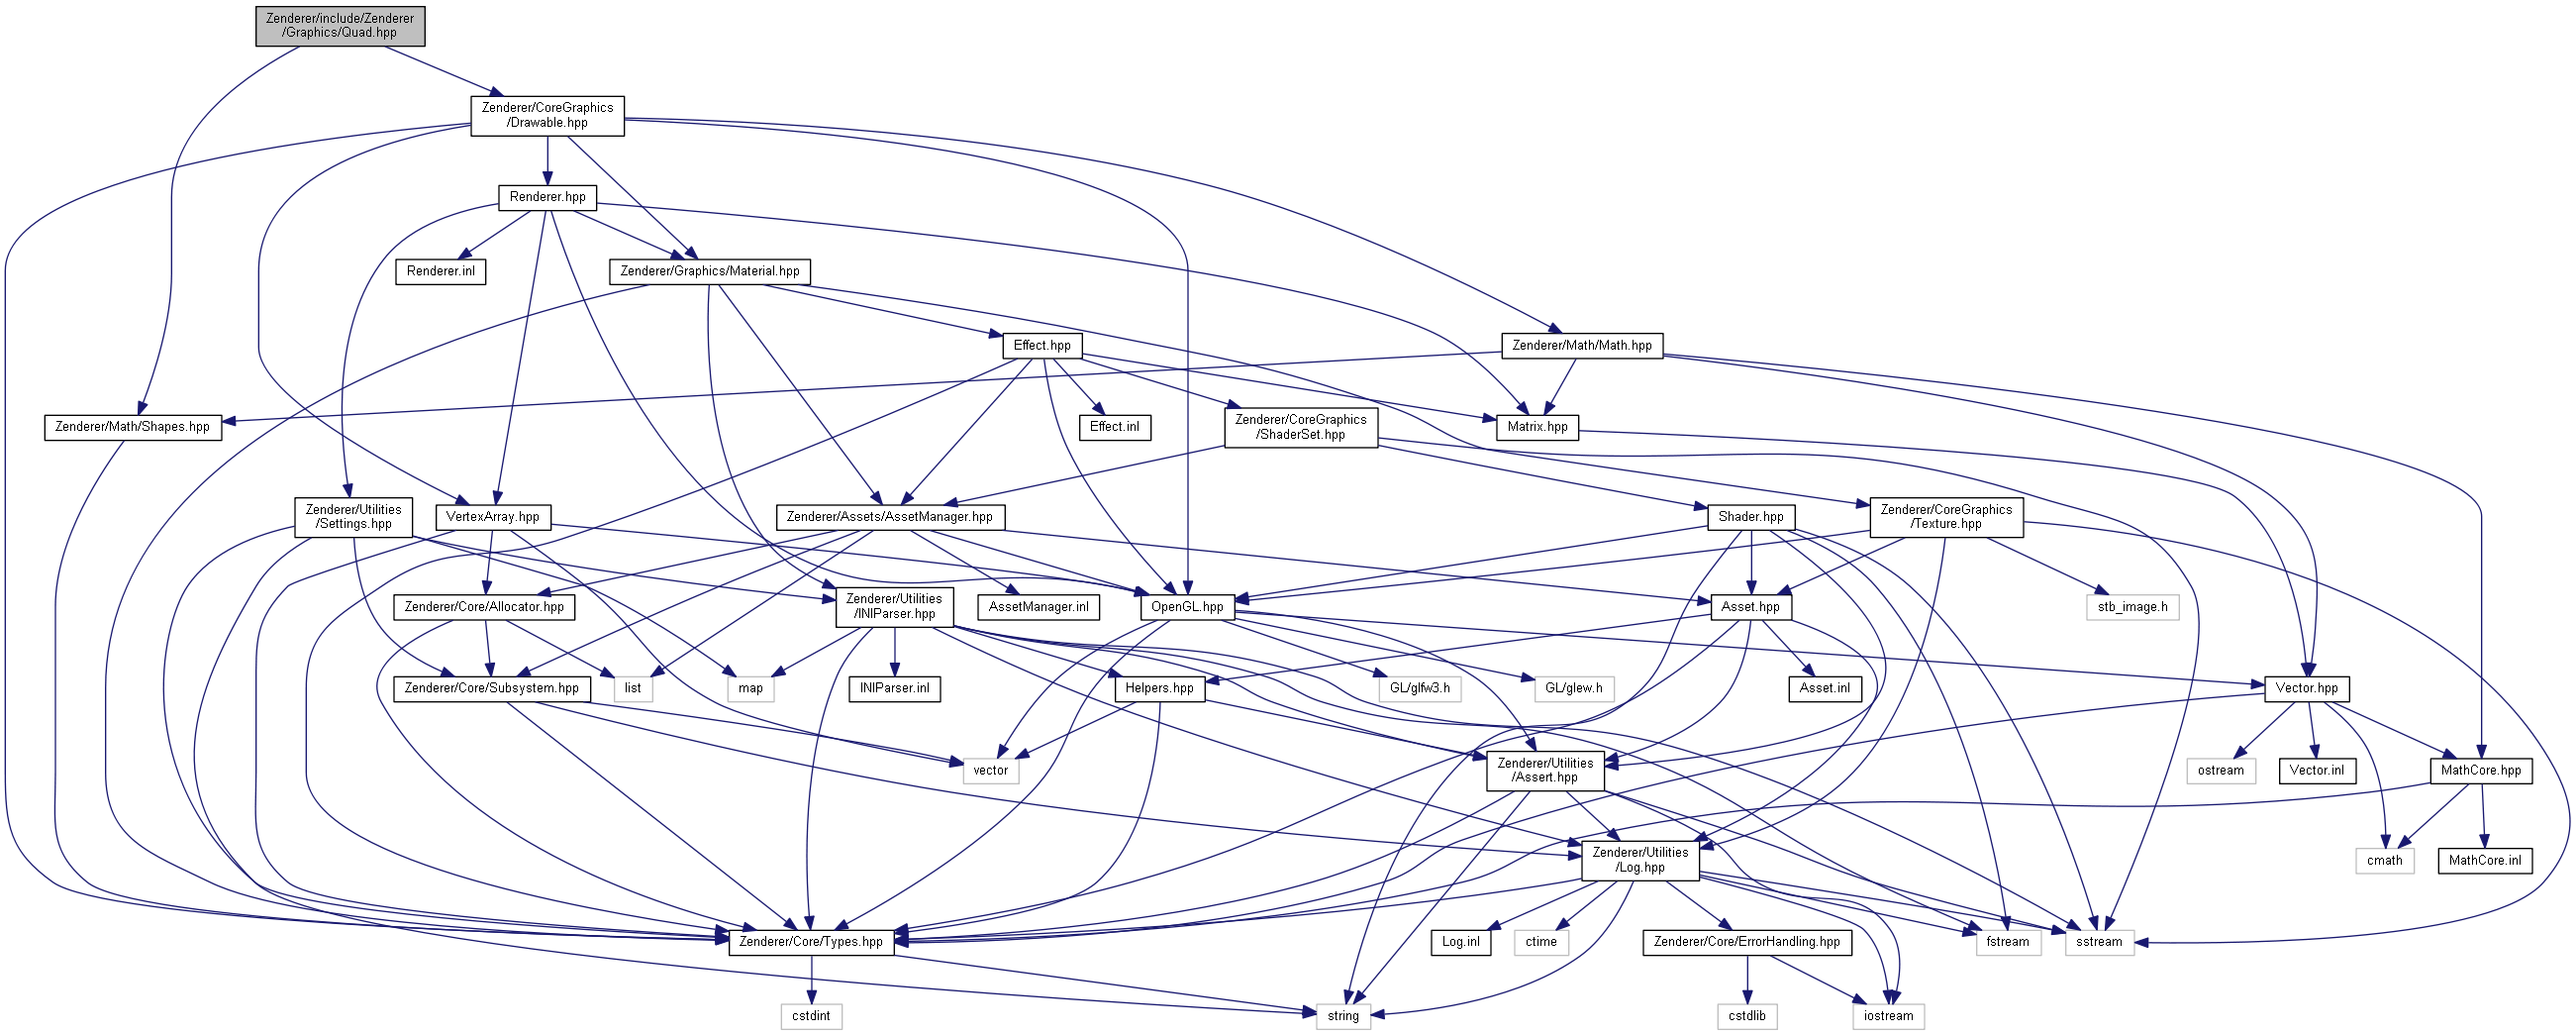 Zenderer/include/Zenderer
/Graphics/Quad.hpp
Zenderer/CoreGraphics
/Drawable.hpp
Renderer.hpp
Renderer.inl
Zenderer/Graphics/Material.hpp
Effect.hpp
Zenderer/Math/Math.hpp
Zenderer/Math/Shapes.hpp
Effect.inl
Zenderer/CoreGraphics
/ShaderSet.hpp
Matrix.hpp
Zenderer/Utilities
/Settings.hpp
VertexArray.hpp
Zenderer/Assets/AssetManager.hpp
Shader.hpp
Zenderer/CoreGraphics
/Texture.hpp
Zenderer/Core/Allocator.hpp
Zenderer/Utilities
/INIParser.hpp
AssetManager.inl
OpenGL.hpp
Asset.hpp
stb_image.h
Zenderer/Core/Subsystem.hpp
list
map
INIParser.inl
Helpers.hpp
GL/glfw3.h
GL/glew.h
Asset.inl
Vector.hpp
vector
Zenderer/Utilities
/Assert.hpp
ostream
Vector.inl
MathCore.hpp
Zenderer/Utilities
/Log.hpp
cmath
MathCore.inl
Zenderer/Core/Types.hpp
Log.inl
ctime
Zenderer/Core/ErrorHandling.hpp
fstream
sstream
cstdint
string
cstdlib
iostream